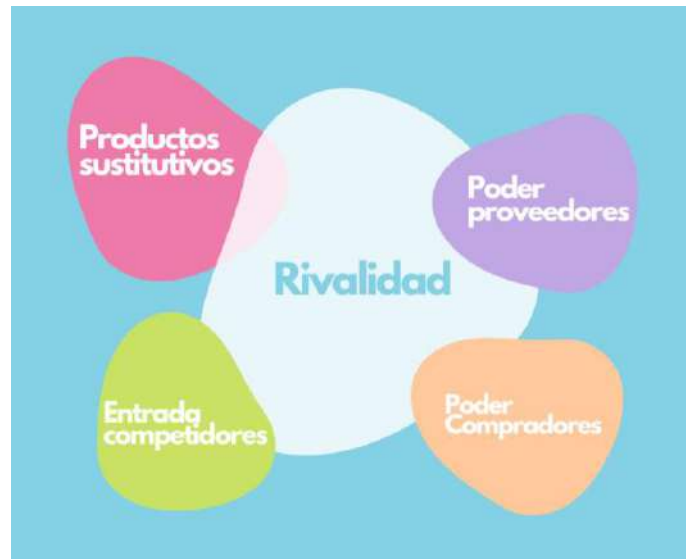 Productos
sustitutivos
Poder
proveedores
Rivalidad
Entrada
competidores
Poder
Compradores